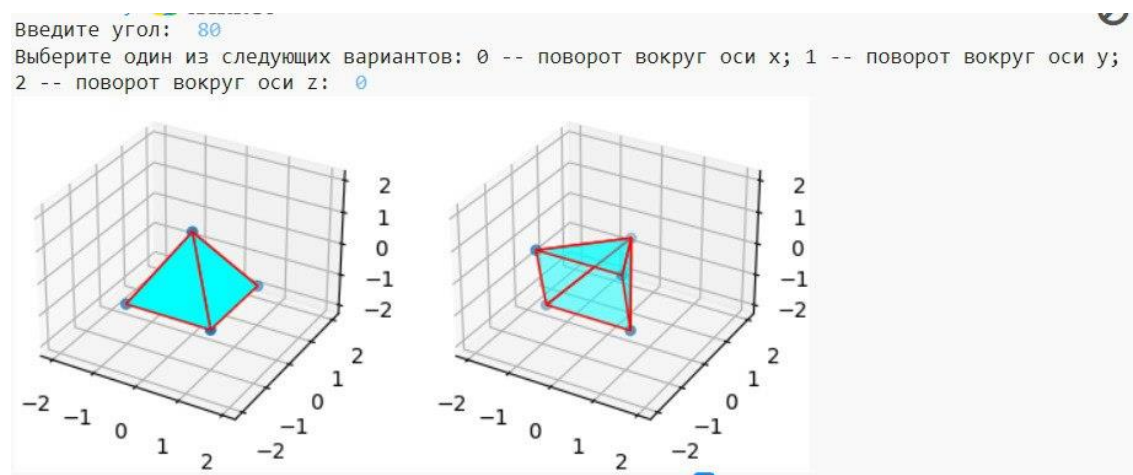 Введите угол: 80
Выберите один из следующих вариантов: 0 -- поворот вокруг оси x; 1 -- поворот вокруг оси y;
2 -- поворот вокруг оси z: 0
2 2
1 1
0 0
−1 −1
−2 −2
2 2
1 1
−2 −1 0 1 2 −2 −1 0 −2 −1 0 1 2 −2 −1 0